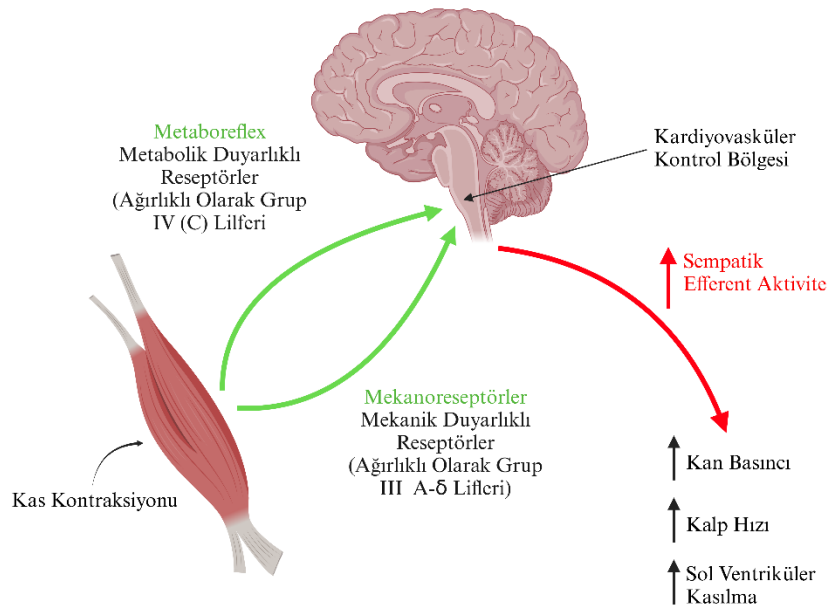 Metaboreflex
Metabolik Duyarlıklı
Reseptörler
(Ağırlıklı Olarak Grup
IV (C) Lilferi
Kardiyovasküler
Kontrol Bölgesi
Sempatik
Efferent Aktivite
Mekanoreseptörler
Mekanik Duyarlıklı
Reseptörler
(Ağırlıklı Olarak Grup
III A-δ Lifleri)
Kas Kontraksiyonu
Kan Basıncı
Kalp Hızı
Sol Ventriküler
Kasılma